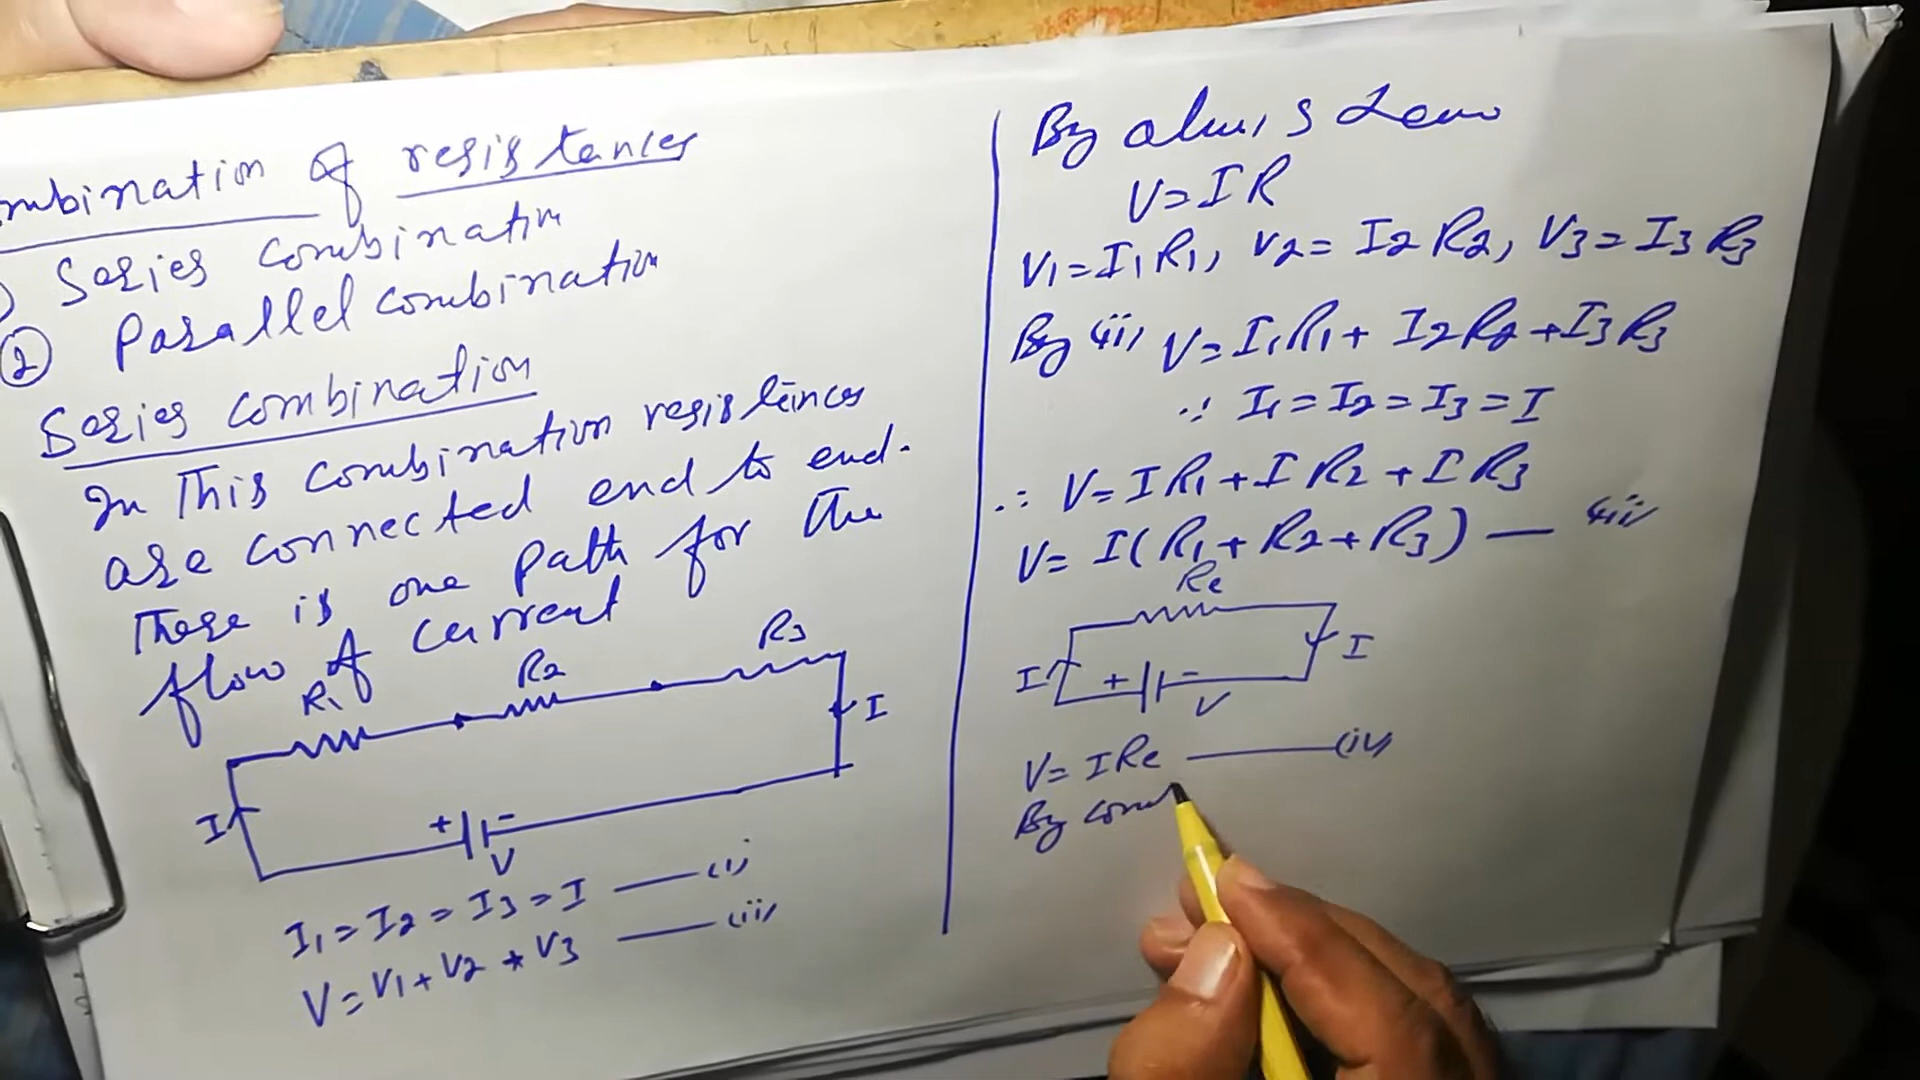 mbination of resistances
) Series combination
② Parallel combination
Series combination
In This combination resistances
are connected end to end.
There is one path for the
flow of current
R1 R2 R3
I
I
+ -
V
I1 = I2 = I3 = I — (i)
V = V1 + V2 + V3 — (ii)
By ohm's Law
V = IR
V1 = I1R1, V2 = I2R2, V3 = I3R3
By (ii) V = I1R1 + I2R2 + I3R3
∵ I1 = I2 = I3 = I
∴ V = IR1 + IR2 + IR3
V = I(R1 + R2 + R3) — (iii)
Re
I
I
+ -
V
V = IRe — (iv)
By com